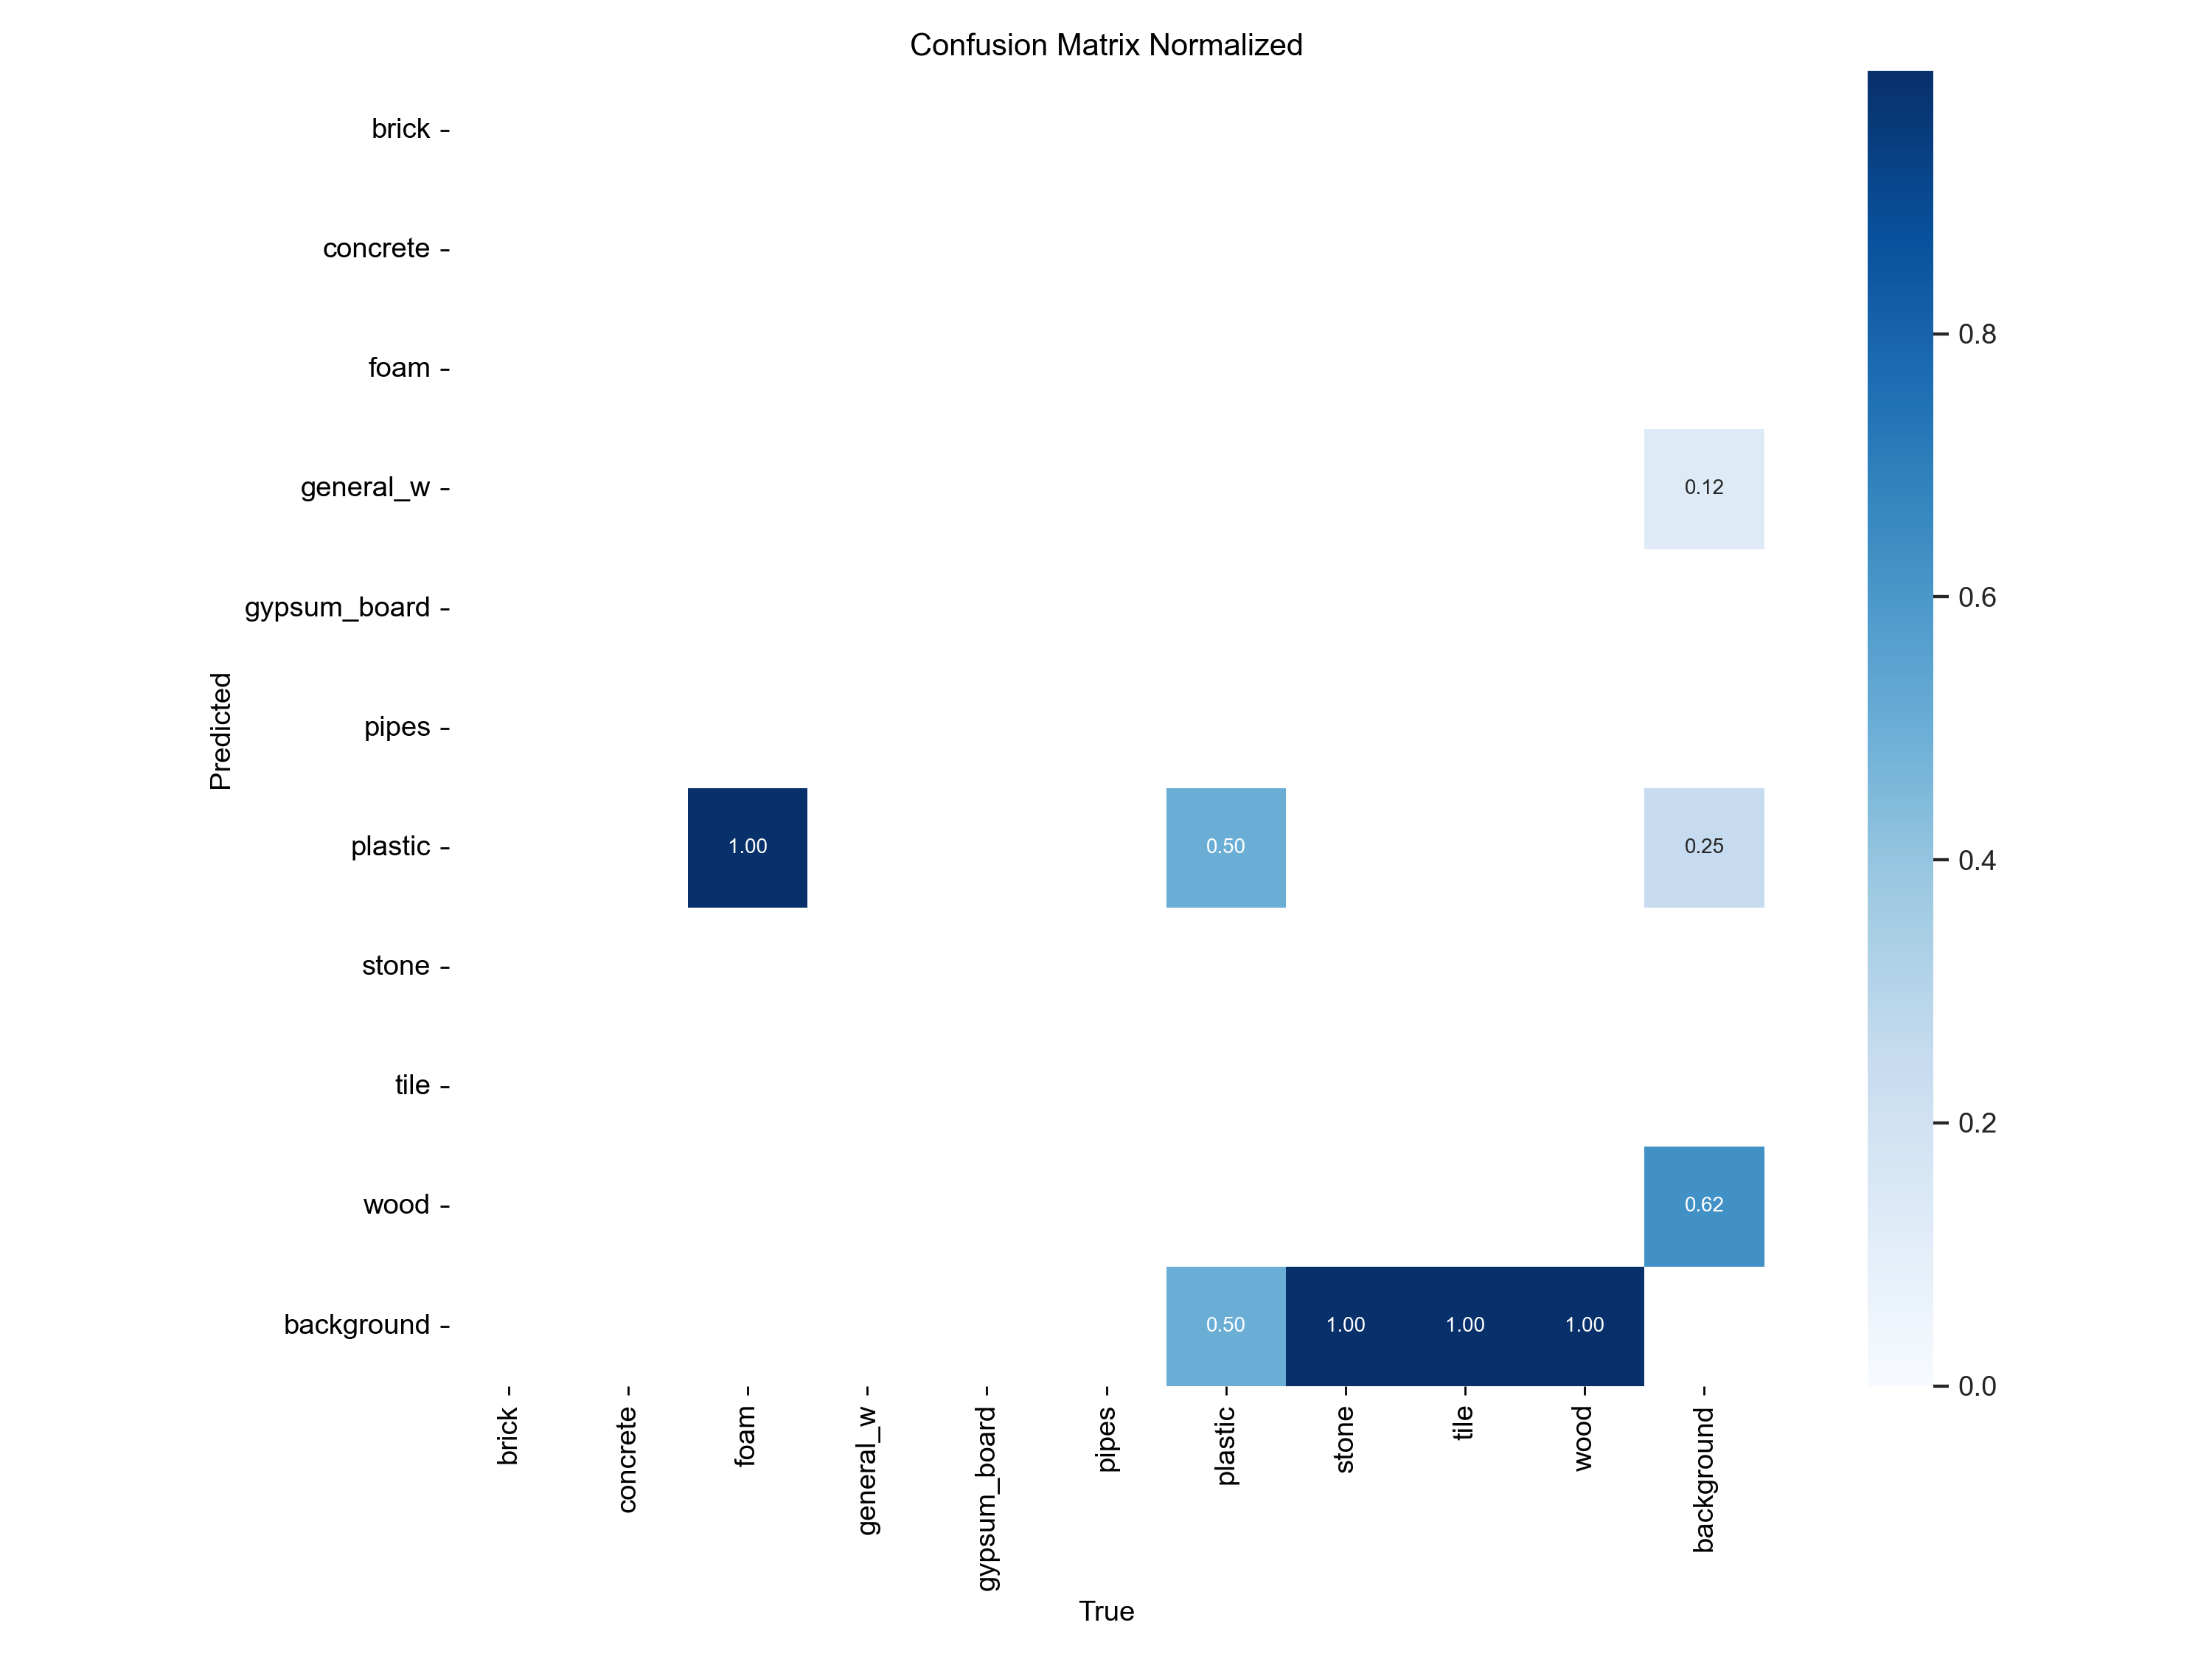 Confusion Matrix Normalized
brick
concrete
foam
general_w
0.12
gypsum_board
pipes
plastic
1.00 0.50 0.25
stone
tile
wood
0.62
background
0.50 1.00 1.00 1.00
Predicted
brick
concrete
foam
general_w
gypsum_board
pipes
plastic
stone
tile
wood
background
True
0.8
0.6
0.4
0.2
0.0